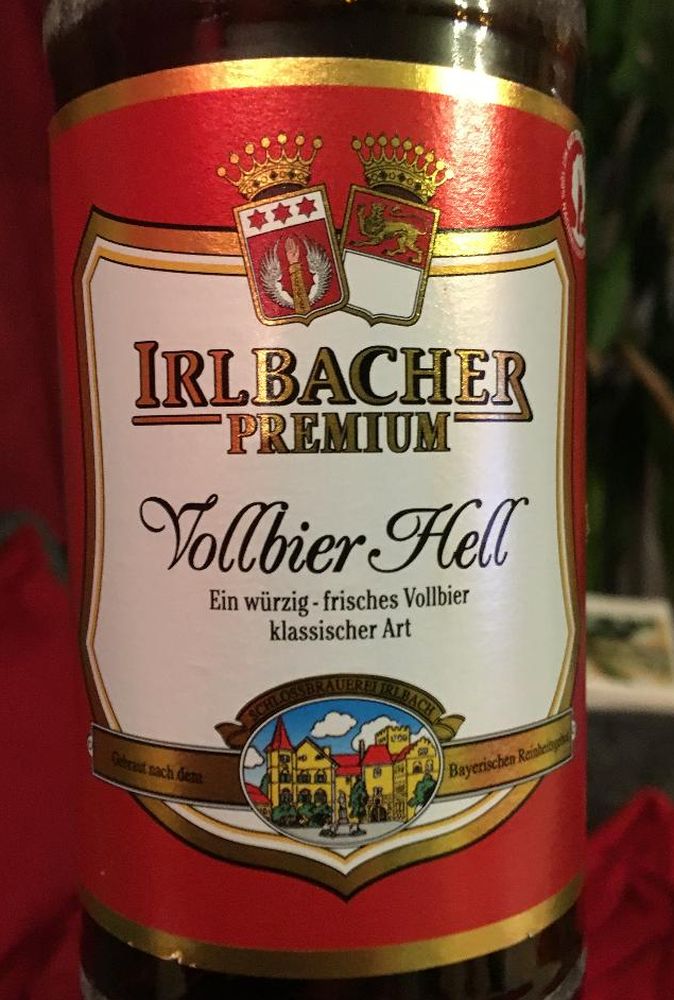 IRLBACHER
PREMIUM
Vollbier Hell
Ein würzig - frisches Vollbier
klassischer Art
SCHLOSSBRAUEREI IRLBACH
Gebraut nach dem
Bayerischen Reinheitsgebot